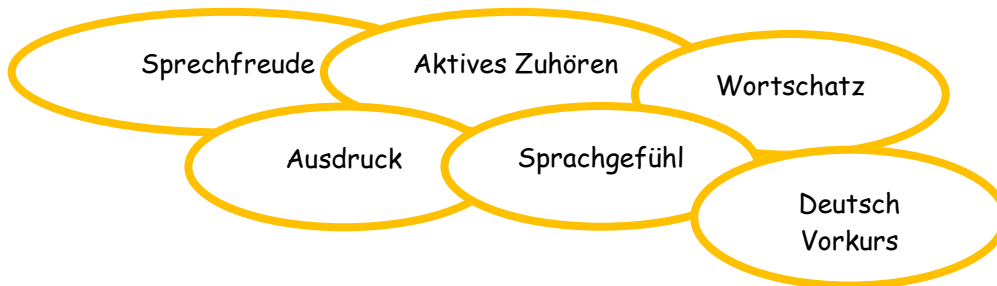 Sprechfreude
Aktives Zuhören
Wortschatz
Ausdruck
Sprachgefühl
Deutsch
Vorkurs